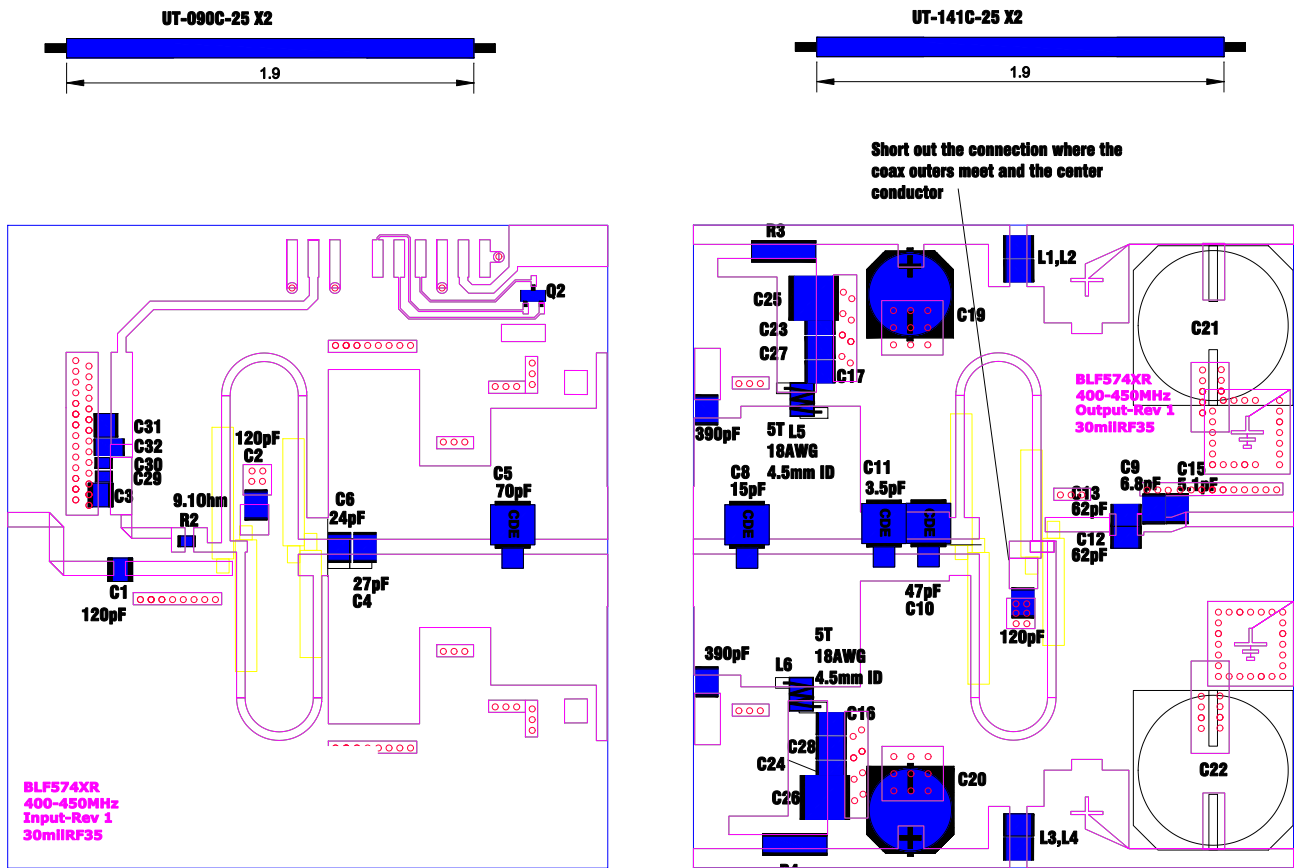 UT-090C-25 X2
1.9
UT-141C-25 X2
1.9
Short out the connection where the
coax outers meet and the center
conductor
Q2
C31
C32
C30
C29
C3
120pF
C2
9.1Ohm
R2
C1
120pF
C6
24pF
27pF
C4
C5
70pF
CDE
BLF574XR
400-450MHz
Input-Rev 1
30milRF35
R3
C25
C23
C27
C17
C19
L1,L2
C21
BLF574XR
400-450MHz
Output-Rev 1
30milRF35
390pF
5T
L5
18AWG
4.5mm ID
C8
15pF
CDE
C11
3.5pF
CDE
CDE
47pF
C10
C9
6.8pF
C15
5.1pF
C13
62pF
C12
62pF
120pF
390pF
L6
5T
18AWG
4.5mm ID
C16
C28
C24
C26
C20
C22
L3,L4